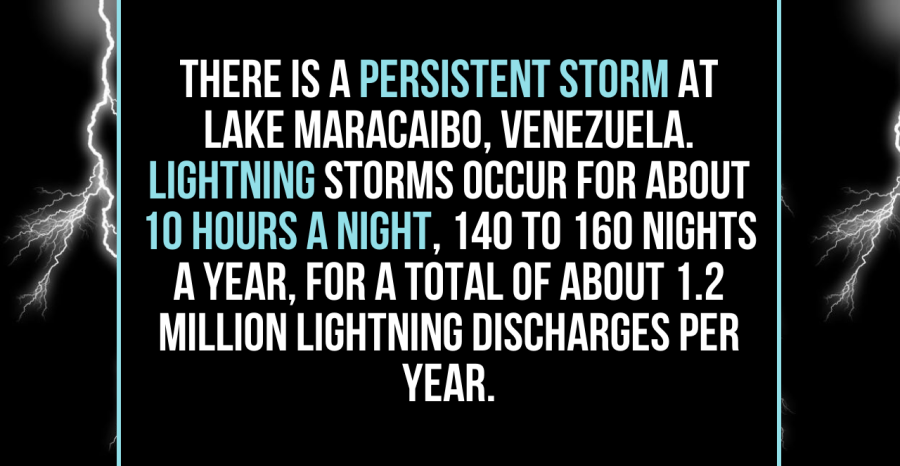 THERE IS A PERSISTENT STORM AT
LAKE MARACAIBO, VENEZUELA.
LIGHTNING STORMS OCCUR FOR ABOUT
10 HOURS A NIGHT, 140 TO 160 NIGHTS
A YEAR, FOR A TOTAL OF ABOUT 1.2
MILLION LIGHTNING DISCHARGES PER
YEAR.